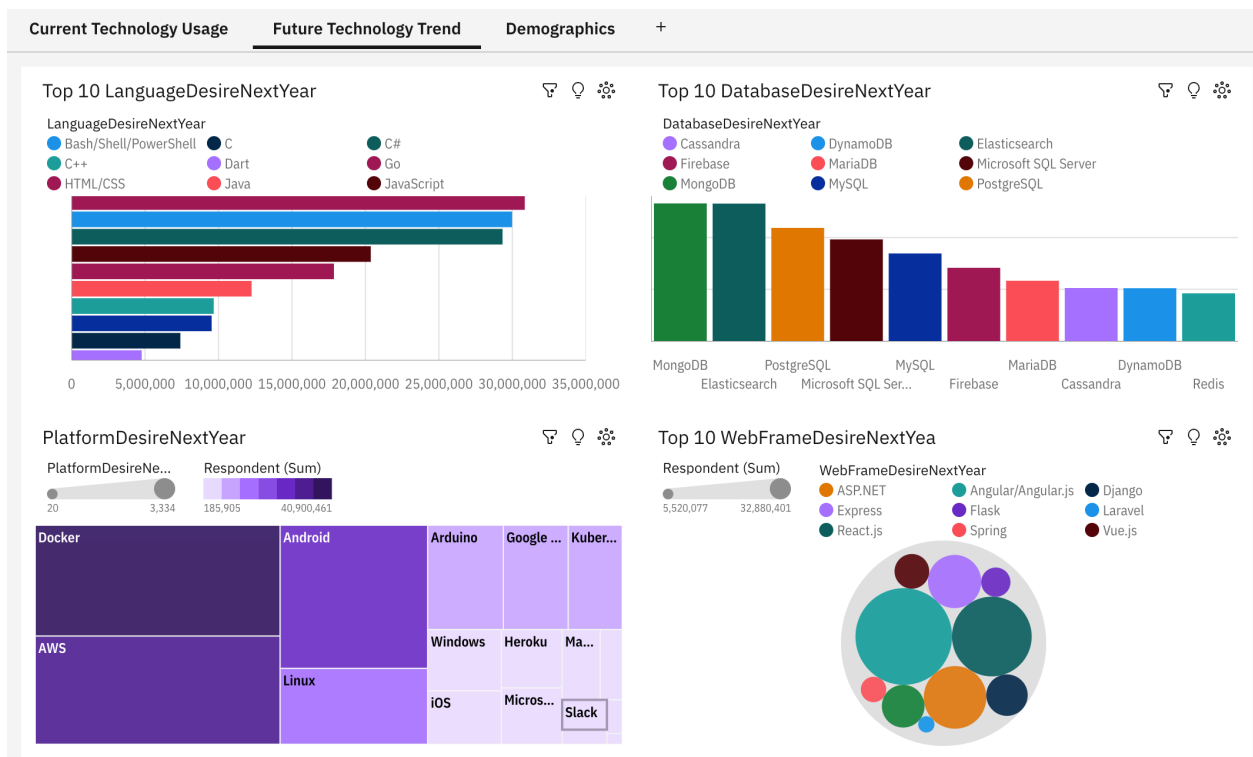 Current Technology Usage Future Technology Trend Demographics +
Top 10 LanguageDesireNextYear
LanguageDesireNextYear
Bash/Shell/PowerShell C C#
C++ Dart Go
HTML/CSS Java JavaScript
0 5,000,000 10,000,000 15,000,000 20,000,000 25,000,000 30,000,000 35,000,000
Top 10 DatabaseDesireNextYear
DatabaseDesireNextYear
Cassandra DynamoDB Elasticsearch
Firebase MariaDB Microsoft SQL Server
MongoDB MySQL PostgreSQL
MongoDB PostgreSQL MySQL MariaDB DynamoDB
Elasticsearch Microsoft SQL Ser... Firebase Cassandra Redis
PlatformDesireNextYear
PlatformDesireNe... Respondent (Sum)
20 3,334 185,905 40,900,461
Docker Android Arduino Google ... Kuber...
AWS Windows Heroku Ma...
Linux iOS Micros... Slack
Top 10 WebFrameDesireNextYea
Respondent (Sum) WebFrameDesireNextYear
5,520,077 32,880,401
ASP.NET Angular/Angular.js Django
Express Flask Laravel
React.js Spring Vue.js